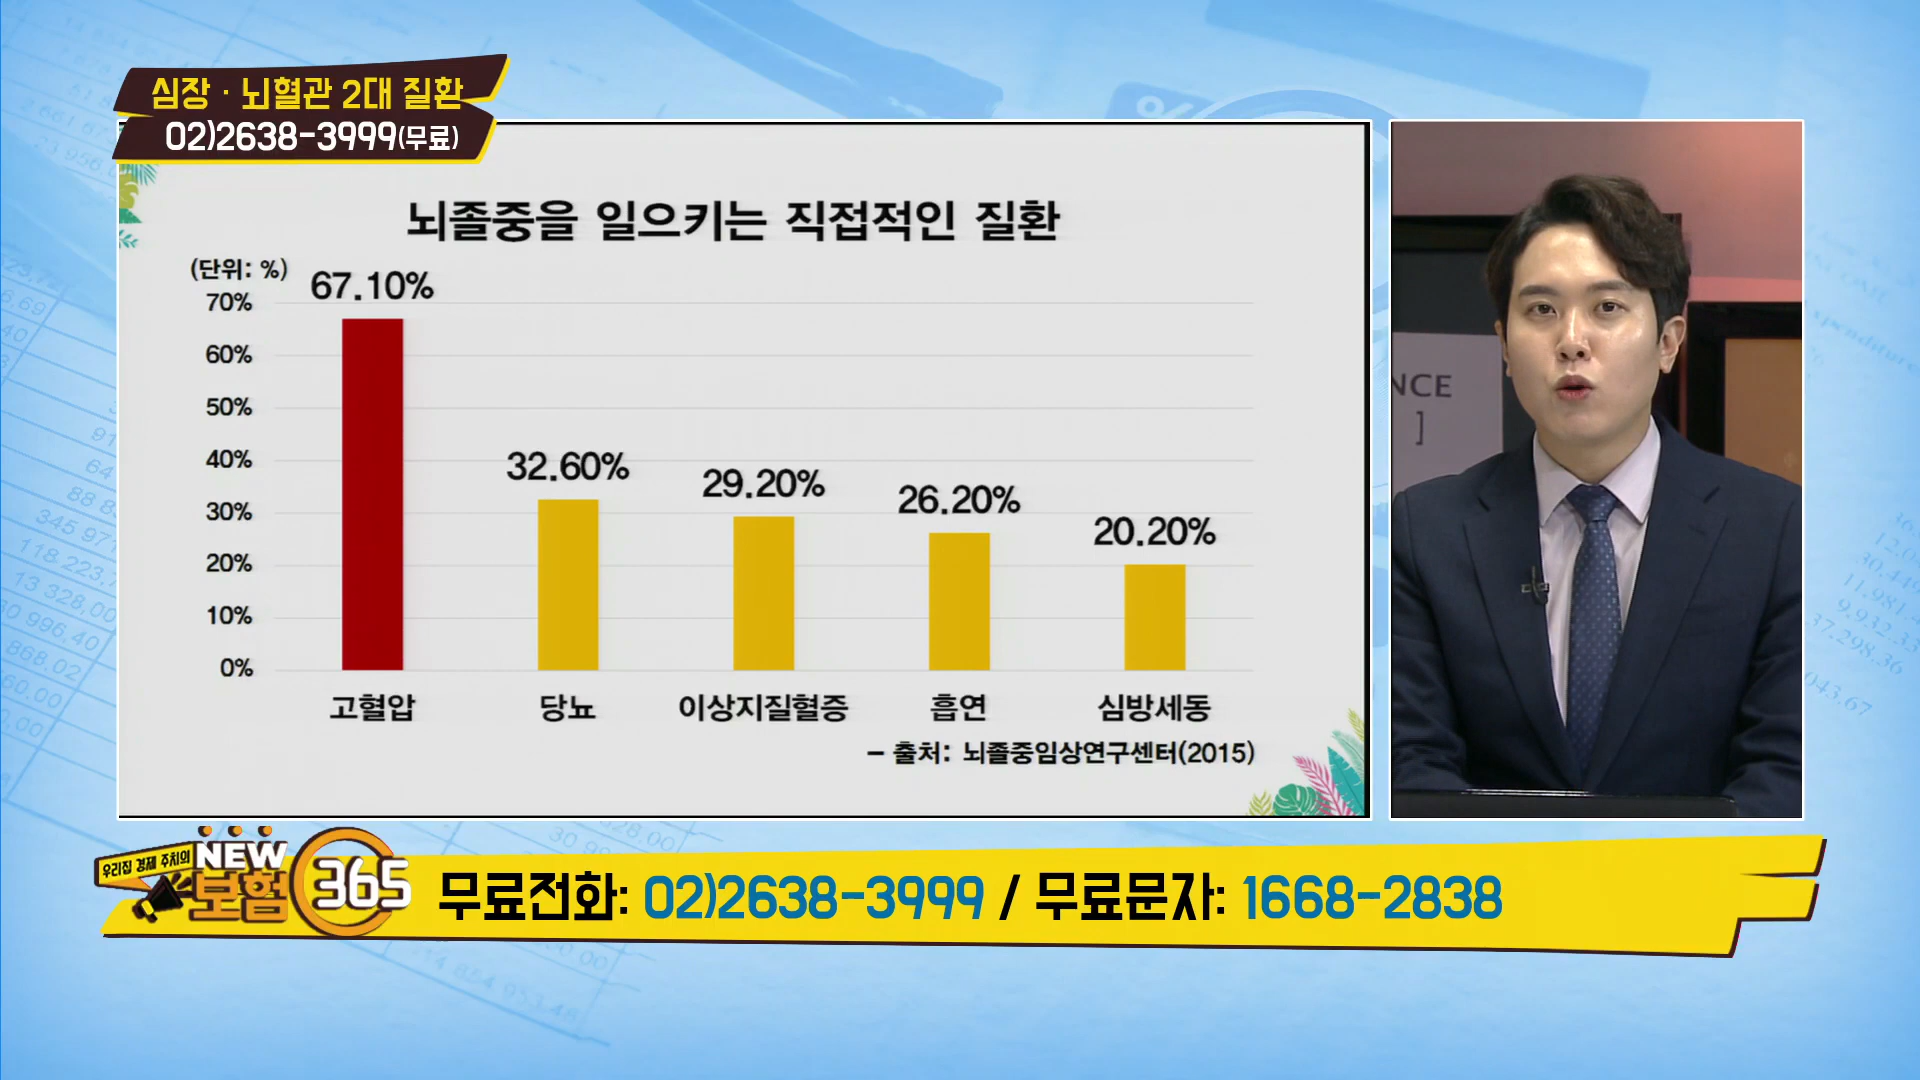 심장 · 뇌혈관 2대 질환
02)2638-3999(무료)
뇌졸중을 일으키는 직접적인 질환
(단위: %)
70%
60%
50%
40%
30%
20%
10%
0%
67.10%
32.60%
29.20%
26.20%
20.20%
고혈압 당뇨 이상지질혈증 흡연 심방세동
- 출처: 뇌졸중임상연구센터(2015)
NCE
]
우리집 경제 주치의
NEW
보험 365
무료전화: 02)2638-3999 / 무료문자: 1668-2838